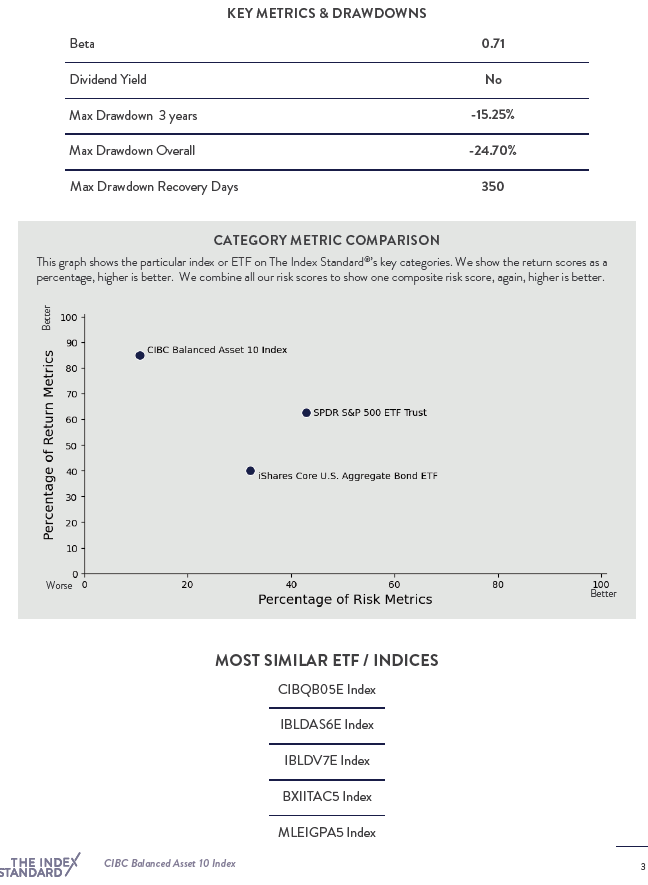 KEY METRICS & DRAWDOWNS
Beta 0.71
Dividend Yield No
Max Drawdown 3 years -15.25%
Max Drawdown Overall -24.70%
Max Drawdown Recovery Days 350
CATEGORY METRIC COMPARISON
This graph shows the particular index or ETF on The Index Standard®'s key categories. We show the return scores as a
percentage, higher is better. We combine all our risk scores to show one composite risk score, again, higher is better.
Better
Percentage of Return Metrics
100
90
80
70
60
50
40
30
20
10
0
CIBC Balanced Asset 10 Index
SPDR S&P 500 ETF Trust
iShares Core U.S. Aggregate Bond ETF
Worse
0 20 40 60 80 100
Better
Percentage of Risk Metrics
MOST SIMILAR ETF / INDICES
CIBQB05E Index
IBLDAS6E Index
IBLDV7E Index
BXIITAC5 Index
MLEIGPA5 Index
THE INDEX
STANDARD
CIBC Balanced Asset 10 Index
3